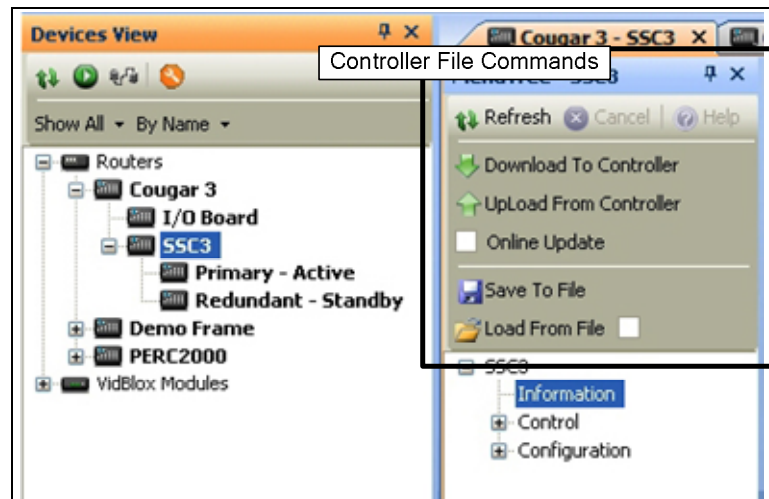 Devices View
Show All By Name
Routers
Cougar 3
I/O Board
SSC3
Primary - Active
Redundant - Standby
Demo Frame
PERC2000
VidBlox Modules
Cougar 3 - SSC3
Controller File Commands
Refresh Cancel Help
Download To Controller
UpLoad From Controller
Online Update
Save To File
Load From File
SSC3
Information
Control
Configuration